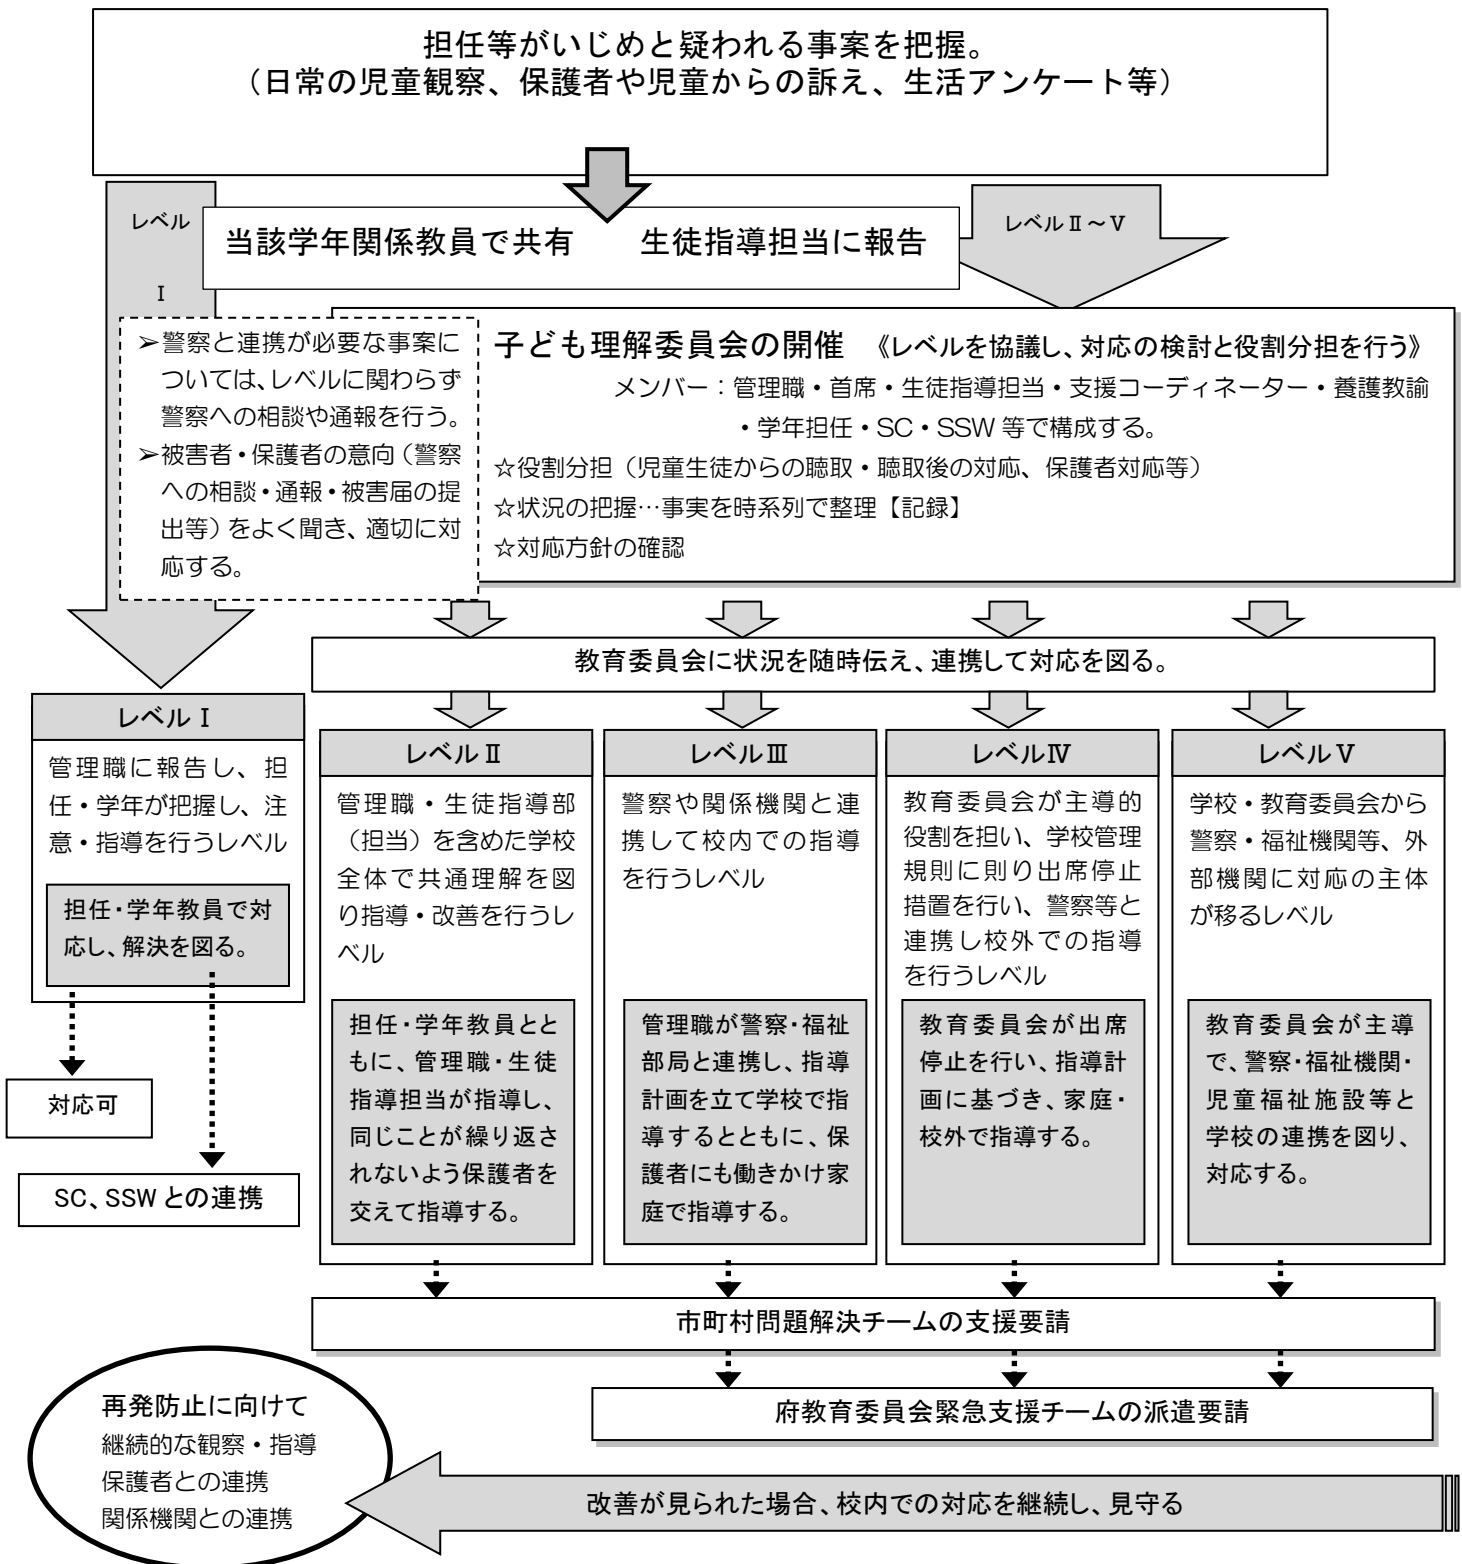 担任等がいじめと疑われる事案を把握。
（日常の児童観察、保護者や児童からの訴え、生活アンケート等）
レベル
Ⅰ
当該学年関係教員で共有　　生徒指導担当に報告
レベルⅡ～Ⅴ
➢警察と連携が必要な事案に
ついては、レベルに関わらず
警察への相談や通報を行う。
➢被害者・保護者の意向（警察
への相談・通報・被害届の提
出等）をよく聞き、適切に対
応する。
子ども理解委員会の開催　《レベルを協議し、対応の検討と役割分担を行う》
メンバー：管理職・首席・生徒指導担当・支援コーディネーター・養護教諭
・学年担任・SC・SSW 等で構成する。
☆役割分担（児童生徒からの聴取・聴取後の対応、保護者対応等）
☆状況の把握…事実を時系列で整理【記録】
☆対応方針の確認
教育委員会に状況を随時伝え、連携して対応を図る。
レベルⅠ
管理職に報告し、担
任・学年が把握し、注
意・指導を行うレベル
担任・学年教員で対
応し、解決を図る。
対応可
SC、SSW との連携
レベルⅡ
管理職・生徒指導部
（担当）を含めた学校
全体で共通理解を図
り指導・改善を行うレ
ベル
担任・学年教員とと
もに、管理職・生徒
指導担当が指導し、
同じことが繰り返さ
れないよう保護者を
交えて指導する。
レベルⅢ
警察や関係機関と連
携して校内での指導
を行うレベル
管理職が警察・福祉
部局と連携し、指導
計画を立て学校で指
導するとともに、保
護者にも働きかけ家
庭で指導する。
レベルⅣ
教育委員会が主導的
役割を担い、学校管理
規則に則り出席停止
措置を行い、警察等と
連携し校外での指導
を行うレベル
教育委員会が出席
停止を行い、指導計
画に基づき、家庭・
校外で指導する。
レベルⅤ
学校・教育委員会から
警察・福祉機関等、外
部機関に対応の主体
が移るレベル
教育委員会が主導
で、警察・福祉機関・
児童福祉施設等と
学校の連携を図り、
対応する。
市町村問題解決チームの支援要請
府教育委員会緊急支援チームの派遣要請
再発防止に向けて
継続的な観察・指導
保護者との連携
関係機関との連携
改善が見られた場合、校内での対応を継続し、見守る